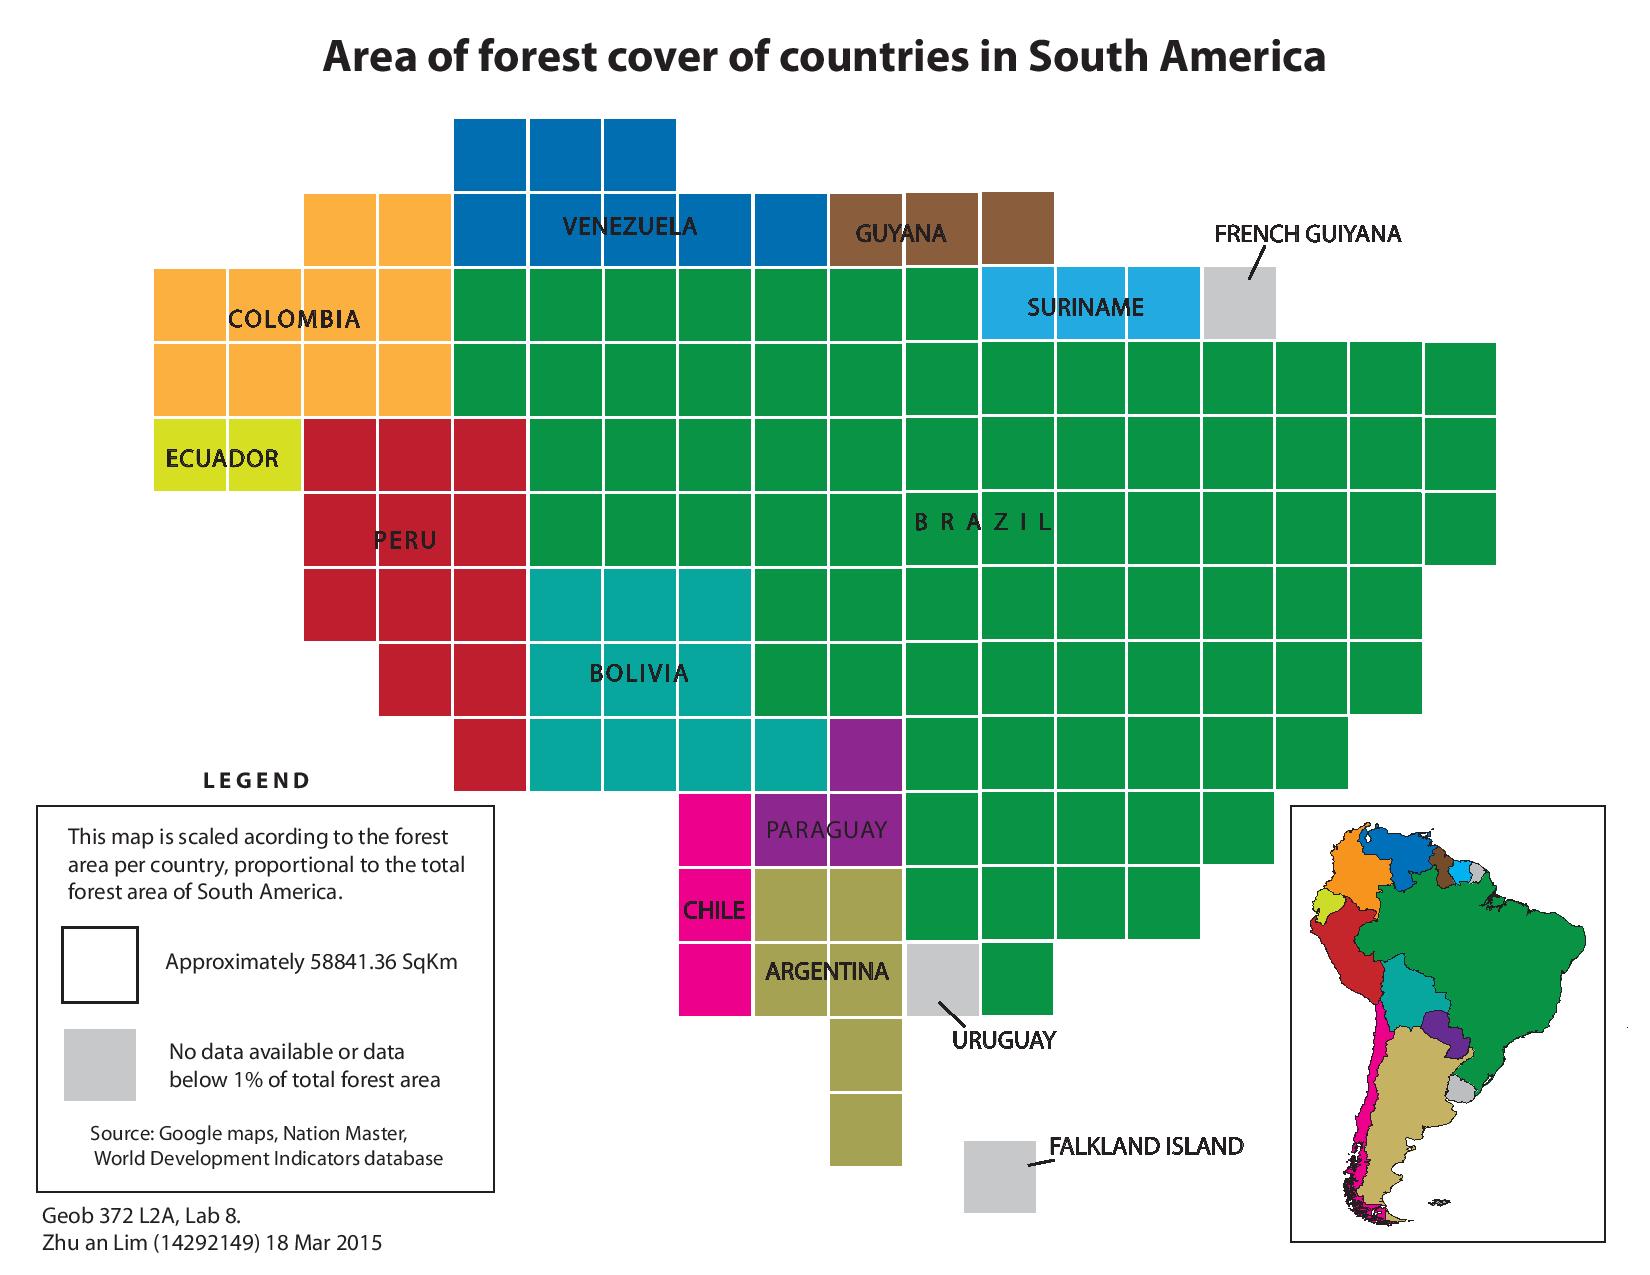 Area of forest cover of countries in South America
VENEZUELA
GUYANA
FRENCH GUIYANA
COLOMBIA
SURINAME
ECUADOR
BRAZIL
PERU
BOLIVIA
PARAGUAY
CHILE
ARGENTINA
URUGUAY
FALKLAND ISLAND
LEGEND
This map is scaled acording to the forest
area per country, proportional to the total
forest area of South America.
Approximately 58841.36 SqKm
No data available or data
below 1% of total forest area
Source: Google maps, Nation Master,
World Development Indicators database
Geob 372 L2A, Lab 8.
Zhu an Lim (14292149) 18 Mar 2015